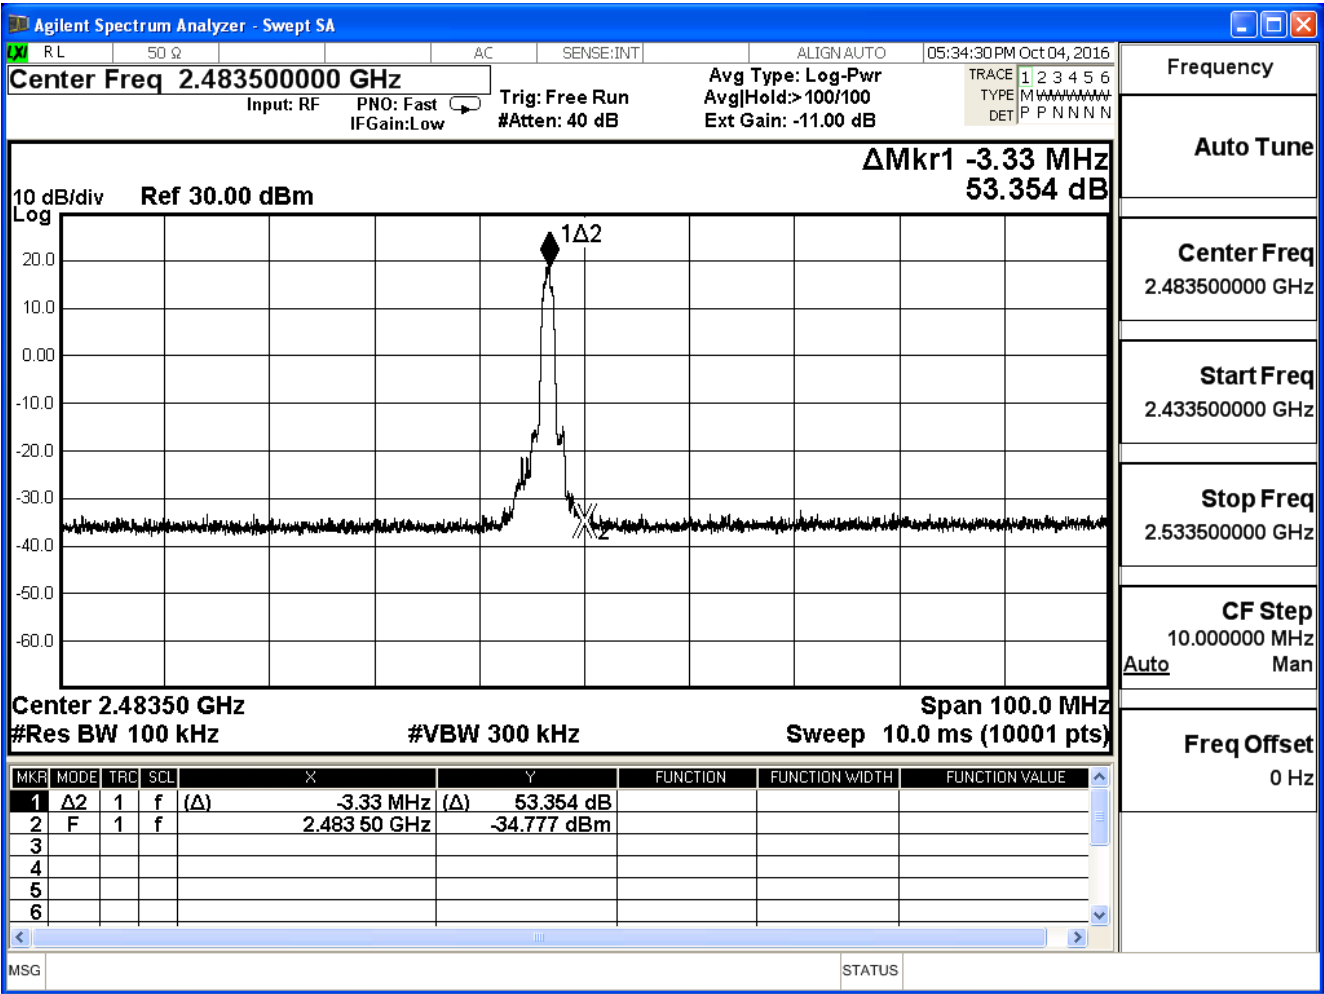 Agilent Spectrum Analyzer - Swept SA
LXI RL 50 Ω AC SENSE:INT ALIGN AUTO 05:34:30 PM Oct 04, 2016
Center Freq 2.483500000 GHz
Input: RF PNO: Fast IFGain:Low
Trig: Free Run
#Atten: 40 dB
Avg Type: Log-Pwr
Avg|Hold:> 100/100
Ext Gain: -11.00 dB
TRACE 1 2 3 4 5 6
TYPE M WWWWW
DET P P N N N N
ΔMkr1 -3.33 MHz
53.354 dB
10 dB/div Ref 30.00 dBm
Log
1Δ2
20.0
10.0
0.00
-10.0
-20.0
-30.0
-40.0
-50.0
-60.0
2
Center 2.48350 GHz Span 100.0 MHz
#Res BW 100 kHz #VBW 300 kHz Sweep 10.0 ms (10001 pts)
MKR MODE TRC SCL X Y FUNCTION FUNCTION WIDTH FUNCTION VALUE
1 Δ2 1 f (Δ) -3.33 MHz (Δ) 53.354 dB
2 F 1 f 2.483 50 GHz -34.777 dBm
3
4
5
6
MSG STATUS
Frequency
Auto Tune
Center Freq
2.483500000 GHz
Start Freq
2.433500000 GHz
Stop Freq
2.533500000 GHz
CF Step
10.000000 MHz
Auto Man
Freq Offset
0 Hz